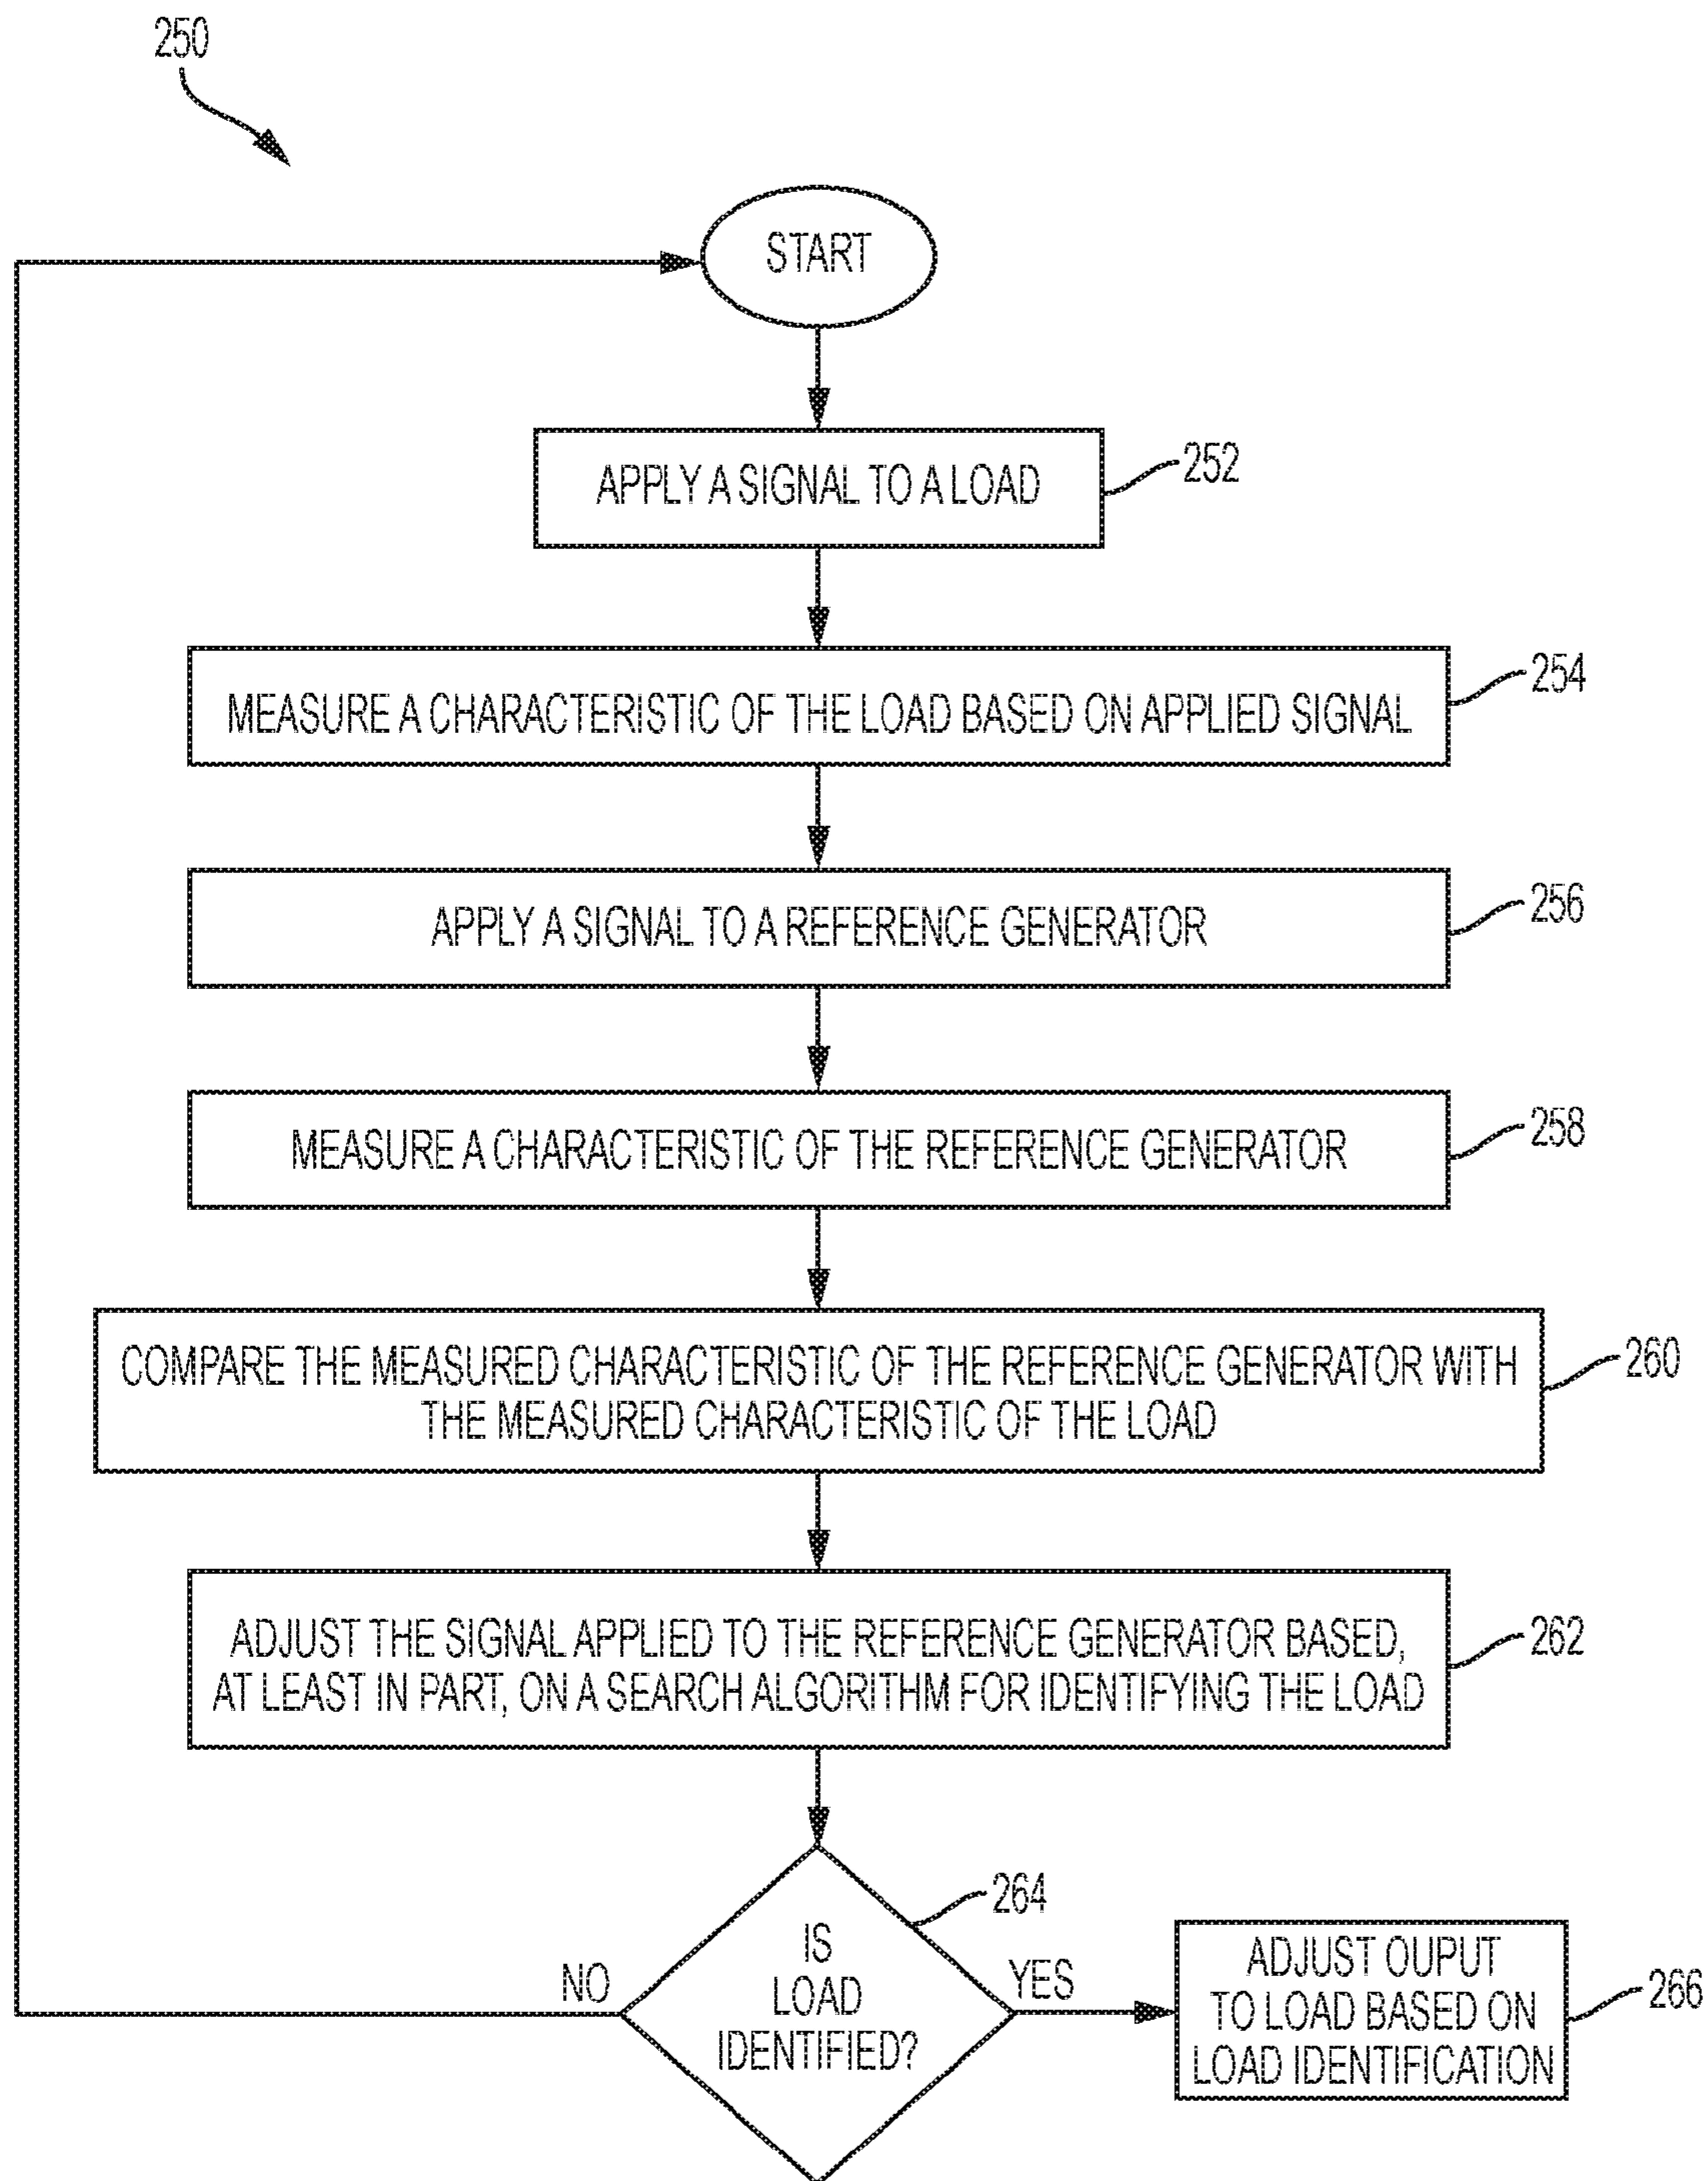 250
START
APPLY A SIGNAL TO A LOAD
252
MEASURE A CHARACTERISTIC OF THE LOAD BASED ON APPLIED SIGNAL
254
APPLY A SIGNAL TO A REFERENCE GENERATOR
256
MEASURE A CHARACTERISTIC OF THE REFERENCE GENERATOR
258
COMPARE THE MEASURED CHARACTERISTIC OF THE REFERENCE GENERATOR WITH
THE MEASURED CHARACTERISTIC OF THE LOAD
260
ADJUST THE SIGNAL APPLIED TO THE REFERENCE GENERATOR BASED,
AT LEAST IN PART, ON A SEARCH ALGORITHM FOR IDENTIFYING THE LOAD
262
IS
LOAD
IDENTIFIED?
264
NO
YES
ADJUST OUPUT
TO LOAD BASED ON
LOAD IDENTIFICATION
266